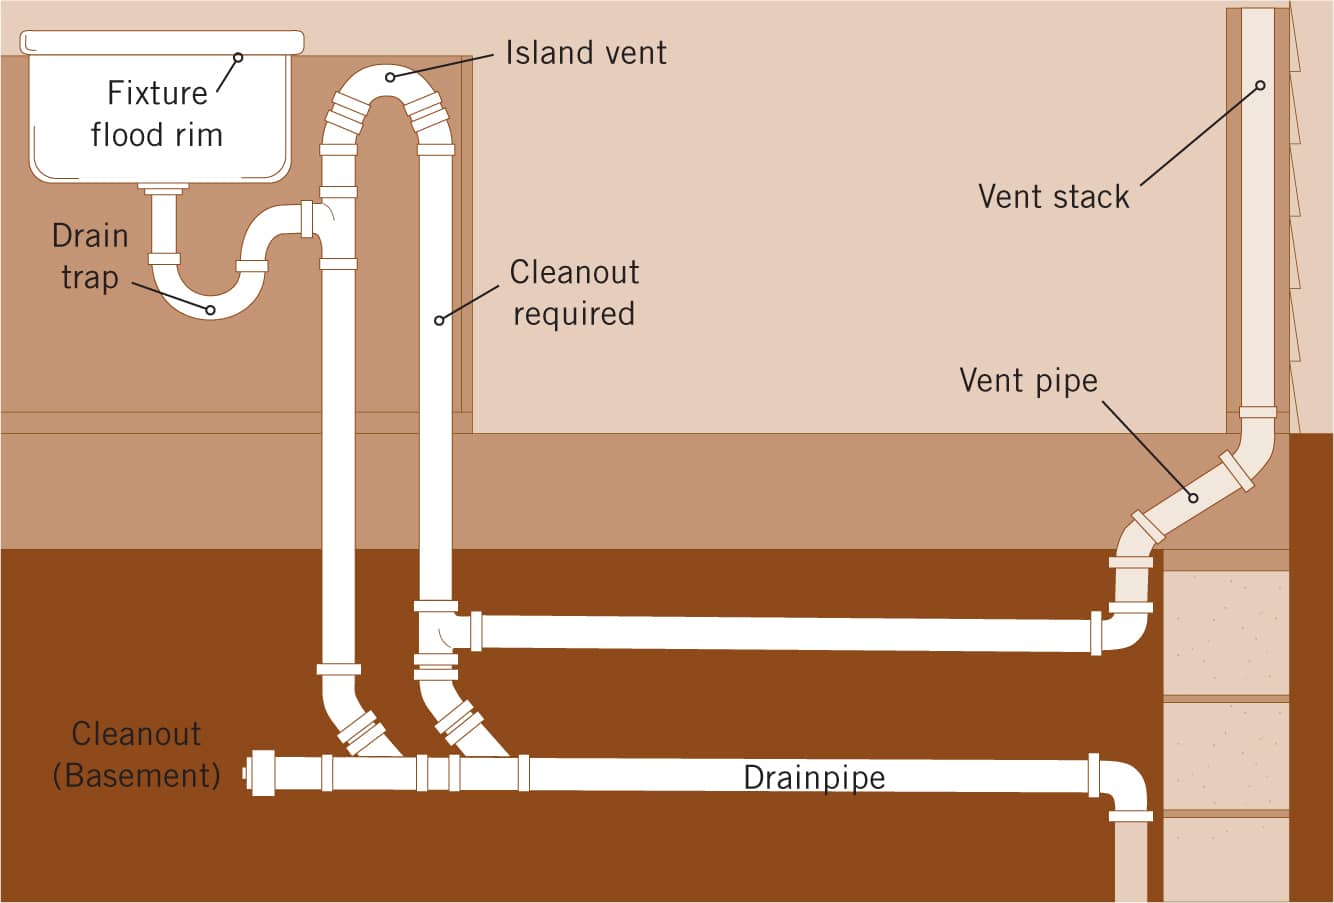 Island vent
Fixture
flood rim
Vent stack
Drain
trap
Cleanout
required
Vent pipe
Cleanout
(Basement)
Drainpipe